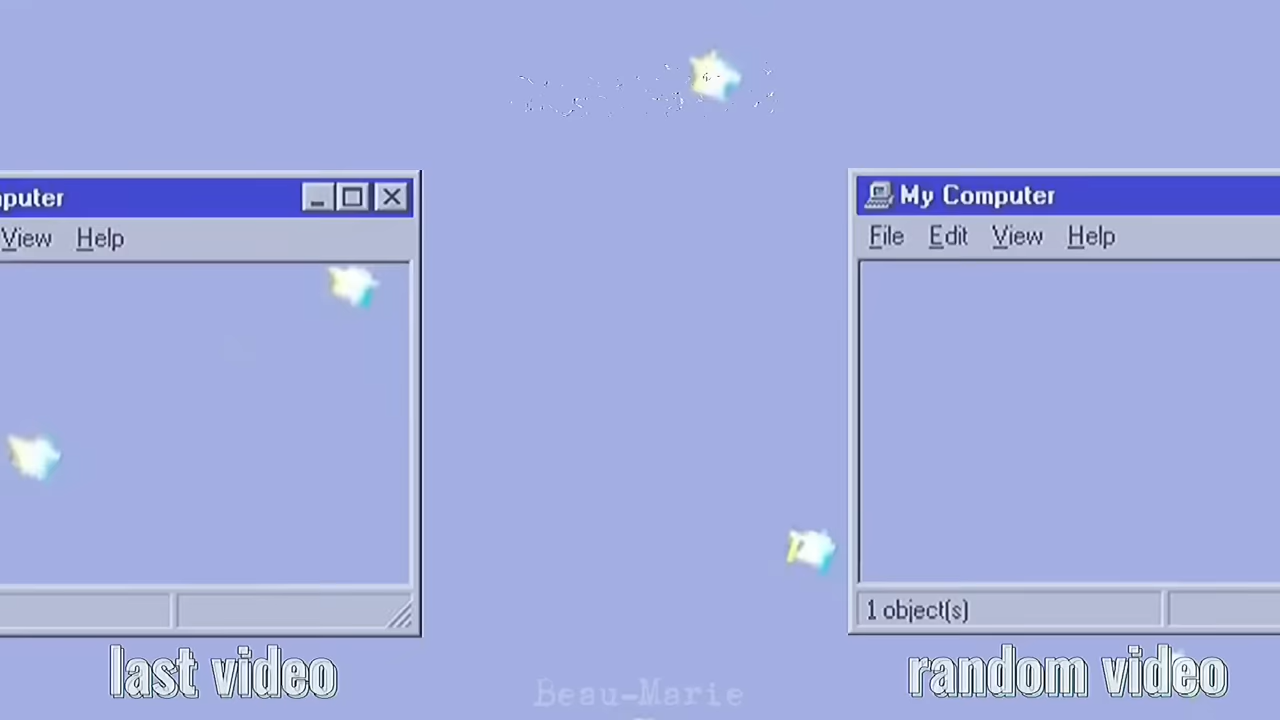 puter
View Help
My Computer
File Edit View Help
1 object(s)
last video
random video
Beau-Marie